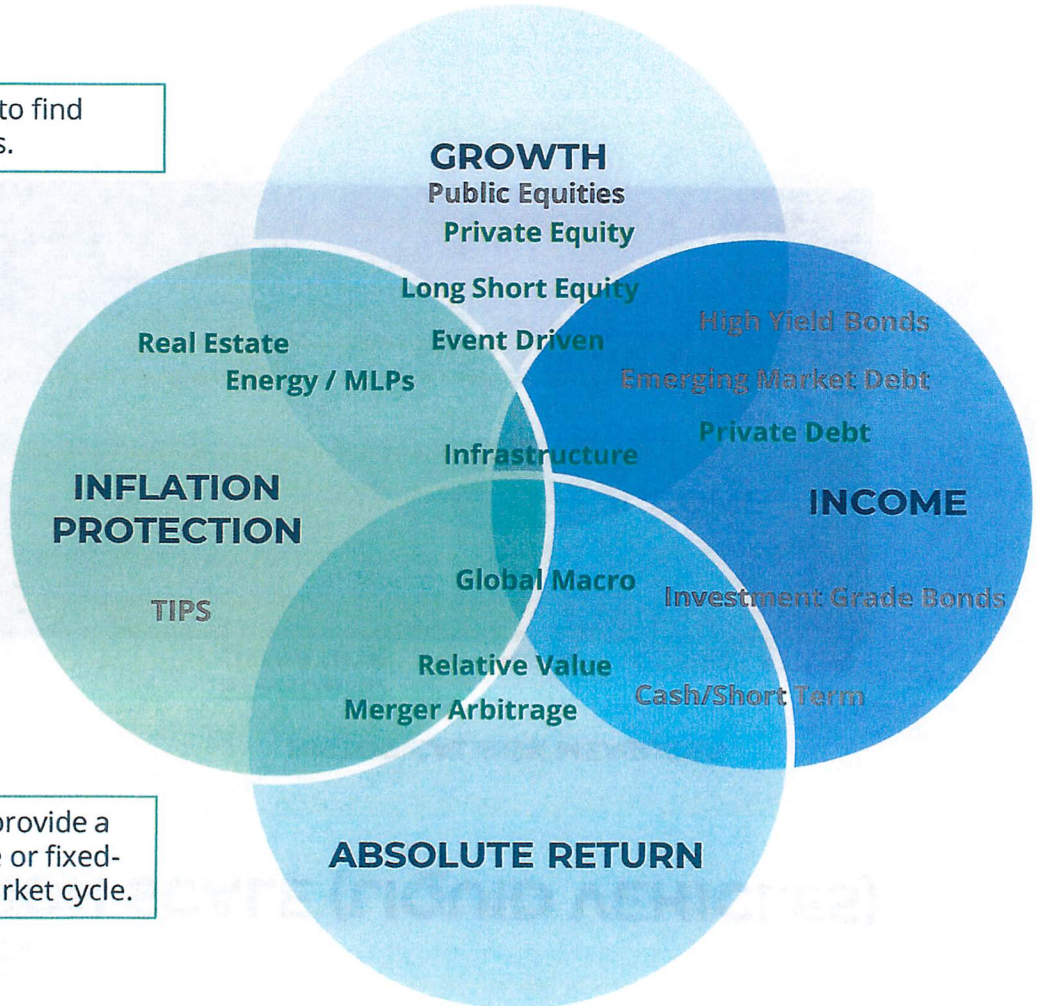 to find
s.
GROWTH
Public Equities
Private Equity
Long Short Equity
Event Driven
High Yield Bonds
Emerging Market Debt
Private Debt
Real Estate
Energy / MLPs
Infrastructure
INFLATION
PROTECTION
INCOME
TIPS
Global Macro
Investment Grade Bonds
Relative Value
Merger Arbitrage
Cash/Short Term
provide a
e or fixed-
rket cycle.
ABSOLUTE RETURN